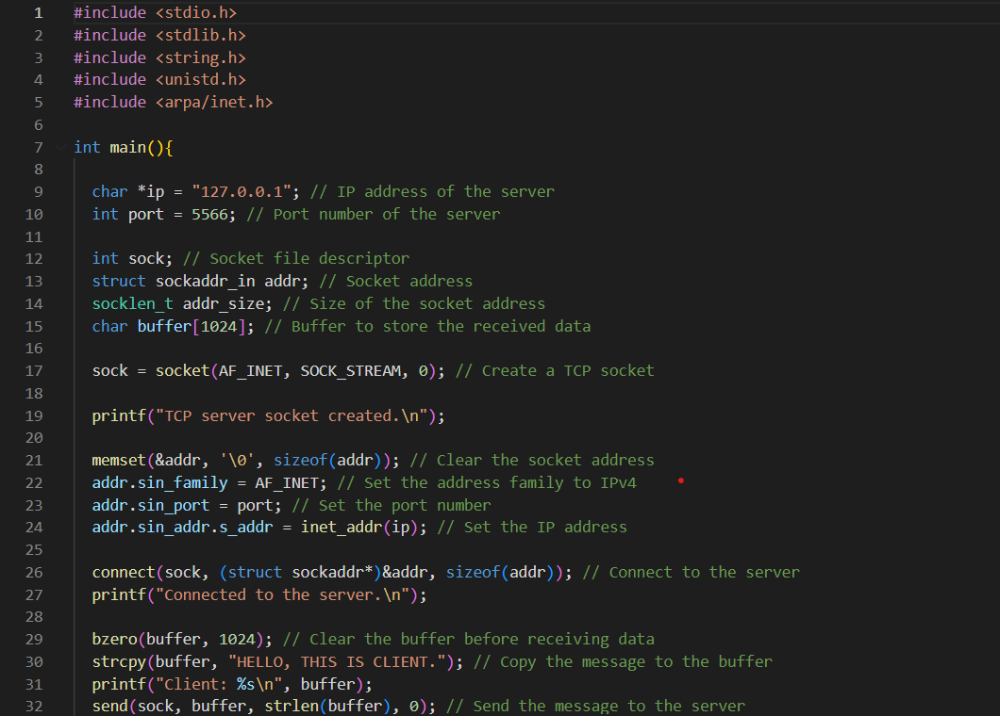 1 #include <stdio.h>
2 #include <stdlib.h>
3 #include <string.h>
4 #include <unistd.h>
5 #include <arpa/inet.h>
6
7 int main(){
8
9 char *ip = "127.0.0.1"; // IP address of the server
10 int port = 5566; // Port number of the server
11
12 int sock; // Socket file descriptor
13 struct sockaddr_in addr; // Socket address
14 socklen_t addr_size; // Size of the socket address
15 char buffer[1024]; // Buffer to store the received data
16
17 sock = socket(AF_INET, SOCK_STREAM, 0); // Create a TCP socket
18
19 printf("TCP server socket created.\n");
20
21 memset(&addr, '\0', sizeof(addr)); // Clear the socket address
22 addr.sin_family = AF_INET; // Set the address family to IPv4
23 addr.sin_port = port; // Set the port number
24 addr.sin_addr.s_addr = inet_addr(ip); // Set the IP address
25
26 connect(sock, (struct sockaddr*)&addr, sizeof(addr)); // Connect to the server
27 printf("Connected to the server.\n");
28
29 bzero(buffer, 1024); // Clear the buffer before receiving data
30 strcpy(buffer, "HELLO, THIS IS CLIENT."); // Copy the message to the buffer
31 printf("Client: %s\n", buffer);
32 send(sock, buffer, strlen(buffer), 0); // Send the message to the server